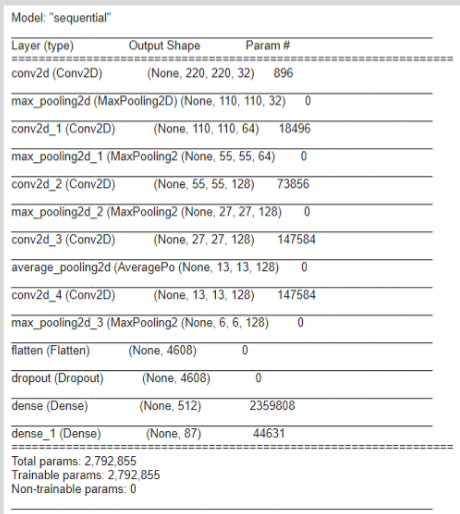 Model: "sequential"
Layer (type) Output Shape Param #
=================================================================
conv2d (Conv2D) (None, 220, 220, 32) 896
max_pooling2d (MaxPooling2D) (None, 110, 110, 32) 0
conv2d_1 (Conv2D) (None, 110, 110, 64) 18496
max_pooling2d_1 (MaxPooling2 (None, 55, 55, 64) 0
conv2d_2 (Conv2D) (None, 55, 55, 128) 73856
max_pooling2d_2 (MaxPooling2 (None, 27, 27, 128) 0
conv2d_3 (Conv2D) (None, 27, 27, 128) 147584
average_pooling2d (AveragePo (None, 13, 13, 128) 0
conv2d_4 (Conv2D) (None, 13, 13, 128) 147584
max_pooling2d_3 (MaxPooling2 (None, 6, 6, 128) 0
flatten (Flatten) (None, 4608) 0
dropout (Dropout) (None, 4608) 0
dense (Dense) (None, 512) 2359808
dense_1 (Dense) (None, 87) 44631
=================================================================
Total params: 2,792,855
Trainable params: 2,792,855
Non-trainable params: 0